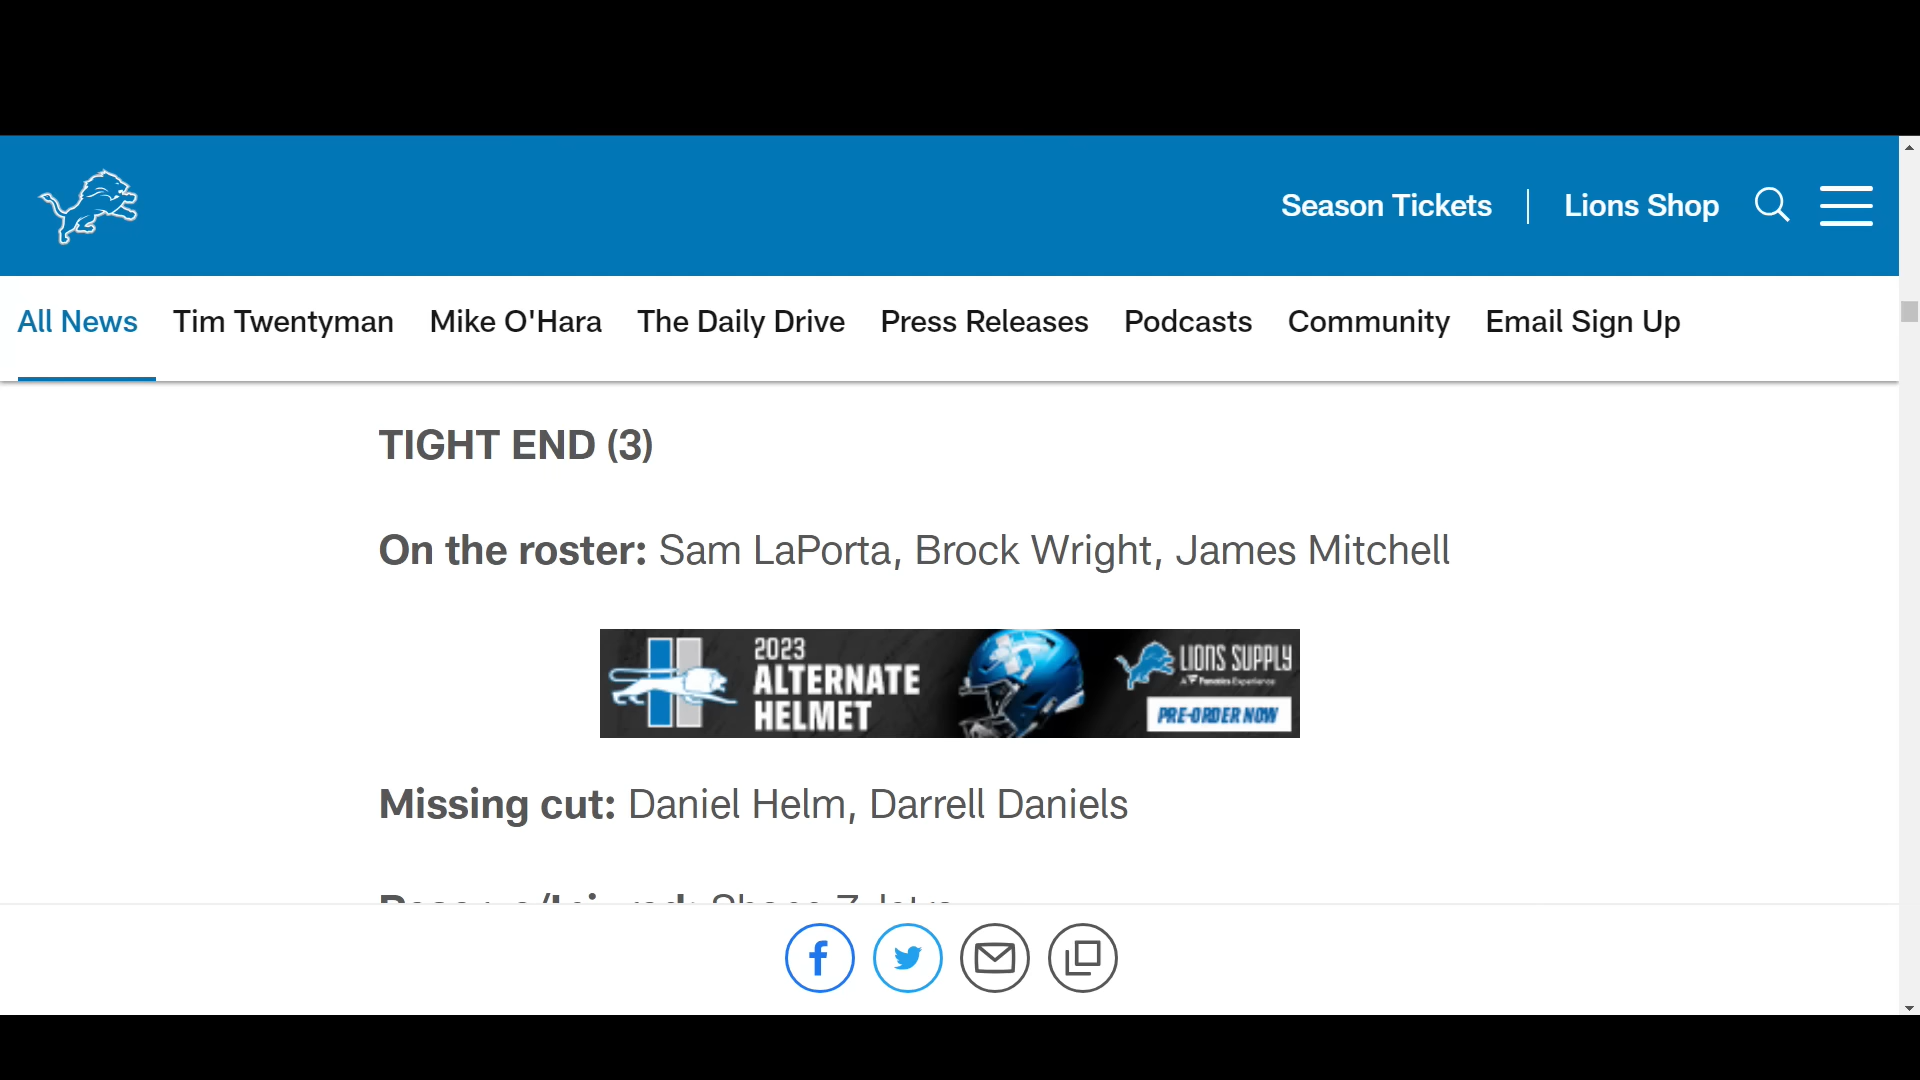 Season Tickets
Lions Shop
All News Tim Twentyman Mike O'Hara The Daily Drive Press Releases Podcasts Community Email Sign Up
TIGHT END (3)
On the roster: Sam LaPorta, Brock Wright, James Mitchell
2023
ALTERNATE
HELMET
LIONS SUPPLY
A Fanatics Experience
PRE-ORDER NOW
Missing cut: Daniel Helm, Darrell Daniels